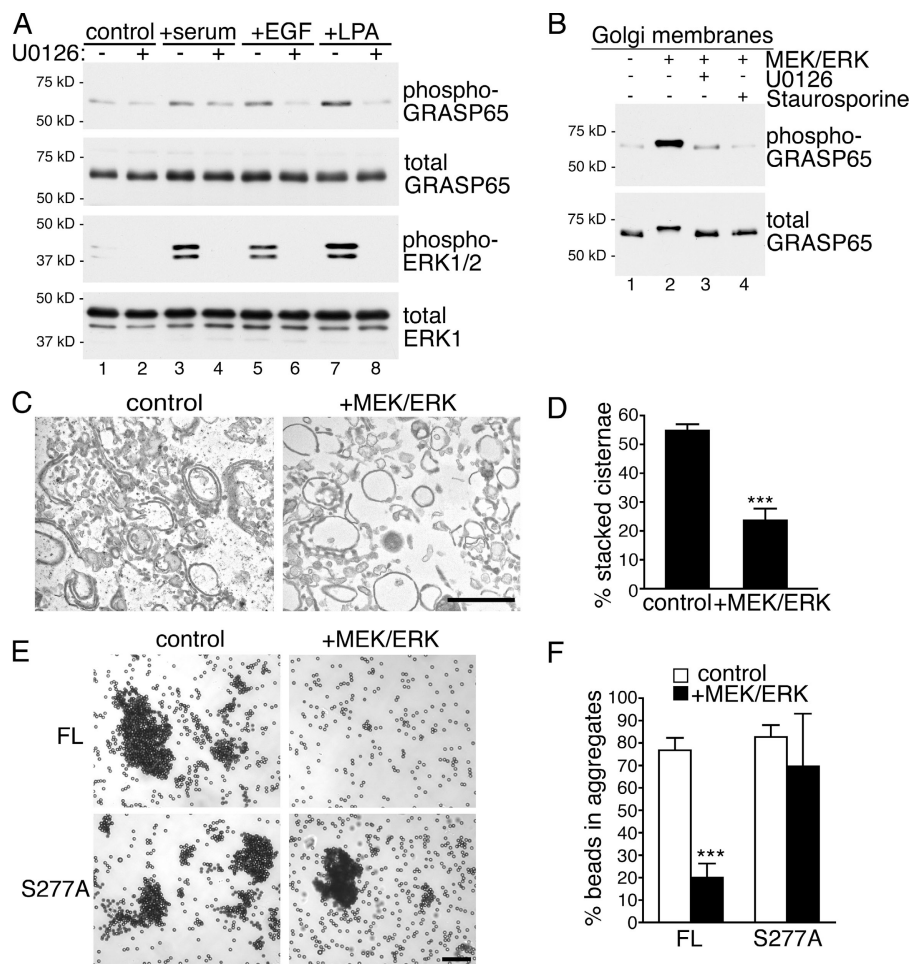 A
control +serum +EGF +LPA
U0126: - + - + - + - +
75 kD
50 kD
phospho-
GRASP65
75 kD
50 kD
total
GRASP65
50 kD
37 kD
phospho-
ERK1/2
50 kD
37 kD
total
ERK1
1 2 3 4 5 6 7 8
B
Golgi membranes
- + + + MEK/ERK
+ U0126
+ Staurosporine
75 kD
50 kD
phospho-
GRASP65
75 kD
50 kD
total
GRASP65
1 2 3 4
C
control +MEK/ERK
D
% stacked cisternae
60
50
40
30
20
10
0
***
control +MEK/ERK
E
control +MEK/ERK
FL
S277A
F
control
+MEK/ERK
% beads in aggregates
100
90
80
70
60
50
40
30
20
10
0
***
FL S277A